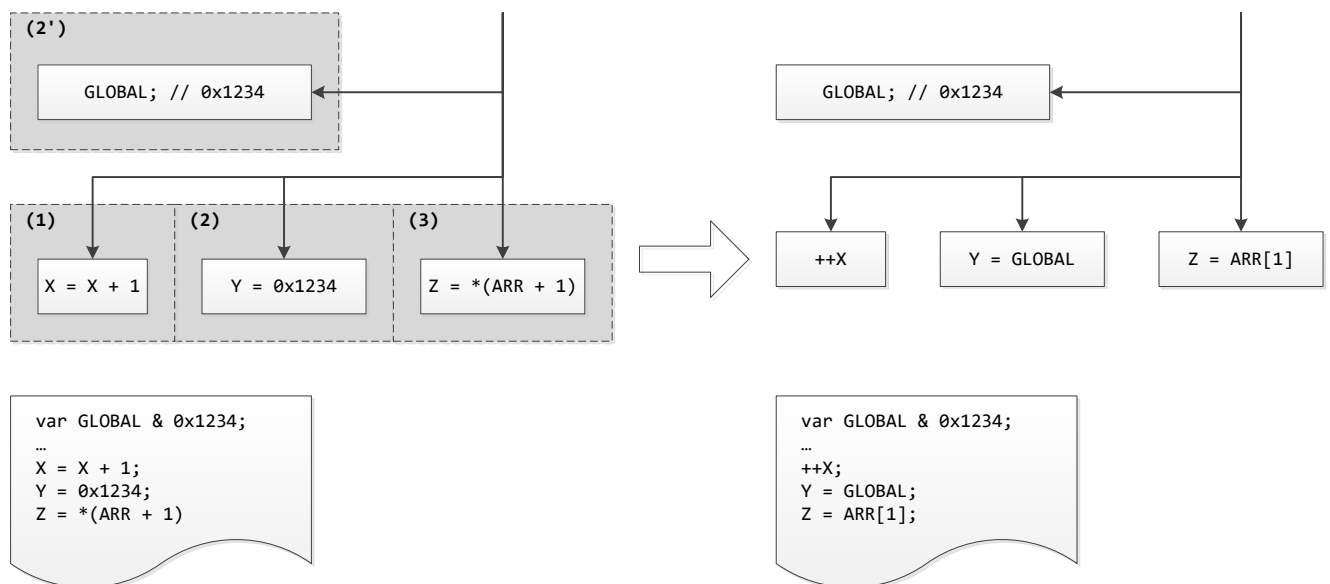 (2')
GLOBAL; // 0x1234
(1)
(2)
(3)
X = X + 1
Y = 0x1234
Z = *(ARR + 1)
var GLOBAL & 0x1234;
…
X = X + 1;
Y = 0x1234;
Z = *(ARR + 1)
GLOBAL; // 0x1234
++X
Y = GLOBAL
Z = ARR[1]
var GLOBAL & 0x1234;
…
++X;
Y = GLOBAL;
Z = ARR[1];